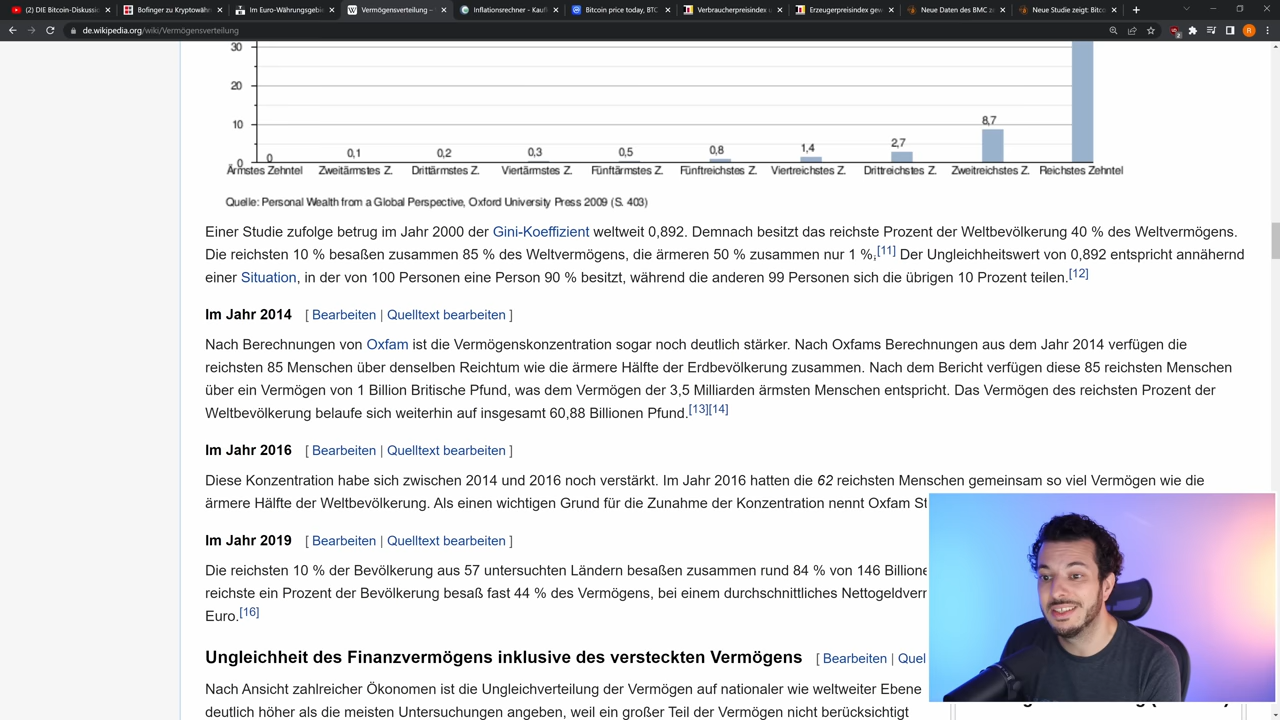 (2) DIE Bitcoin-Diskussi
Bofinger zu Kryptowäh
Im Euro-Währungsgebi
Vermögensverteilung –
Inflationsrechner - Kauf
Bitcoin price today, BTC
Verbraucherpreisindex
Erzeugerpreisindex gew
Neue Daten des BMC z
Neue Studie zeigt: Bitc
de.wikipedia.org/wiki/Vermögensverteilung
30
20
10
0
0
0,1
0,2
0,3
0,5
0,8
1,4
2,7
8,7
Ärmstes Zehntel Zweitärmstes Z. Drittärmstes Z. Viertärmstes Z. Fünftärmstes Z. Fünftreichstes Z. Viertreichstes Z. Drittreichstes Z. Zweitreichstes Z. Reichstes Zehntel
Quelle: Personal Wealth from a Global Perspective, Oxford University Press 2009 (S. 403)
Einer Studie zufolge betrug im Jahr 2000 der Gini-Koeffizient weltweit 0,892. Demnach besitzt das reichste Prozent der Weltbevölkerung 40 % des Weltvermögens.
Die reichsten 10 % besaßen zusammen 85 % des Weltvermögens, die ärmeren 50 % zusammen nur 1 %,[11] Der Ungleichheitswert von 0,892 entspricht annähernd
einer Situation, in der von 100 Personen eine Person 90 % besitzt, während die anderen 99 Personen sich die übrigen 10 Prozent teilen.[12]
Im Jahr 2014 [ Bearbeiten | Quelltext bearbeiten ]
Nach Berechnungen von Oxfam ist die Vermögenskonzentration sogar noch deutlich stärker. Nach Oxfams Berechnungen aus dem Jahr 2014 verfügen die
reichsten 85 Menschen über denselben Reichtum wie die ärmere Hälfte der Erdbevölkerung zusammen. Nach dem Bericht verfügen diese 85 reichsten Menschen
über ein Vermögen von 1 Billion Britische Pfund, was dem Vermögen der 3,5 Milliarden ärmsten Menschen entspricht. Das Vermögen des reichsten Prozent der
Weltbevölkerung belaufe sich weiterhin auf insgesamt 60,88 Billionen Pfund.[13][14]
Im Jahr 2016 [ Bearbeiten | Quelltext bearbeiten ]
Diese Konzentration habe sich zwischen 2014 und 2016 noch verstärkt. Im Jahr 2016 hatten die 62 reichsten Menschen gemeinsam so viel Vermögen wie die
ärmere Hälfte der Weltbevölkerung. Als einen wichtigen Grund für die Zunahme der Konzentration nennt Oxfam St
Im Jahr 2019 [ Bearbeiten | Quelltext bearbeiten ]
Die reichsten 10 % der Bevölkerung aus 57 untersuchten Ländern besaßen zusammen rund 84 % von 146 Billione
reichste ein Prozent der Bevölkerung besaß fast 44 % des Vermögens, bei einem durchschnittliches Nettogeldver
Euro.[16]
Ungleichheit des Finanzvermögens inklusive des versteckten Vermögens [ Bearbeiten | Quel
Nach Ansicht zahlreicher Ökonomen ist die Ungleichverteilung der Vermögen auf nationaler wie weltweiter Ebene
deutlich höher als die meisten Untersuchungen angeben, weil ein großer Teil der Vermögen nicht berücksichtigt